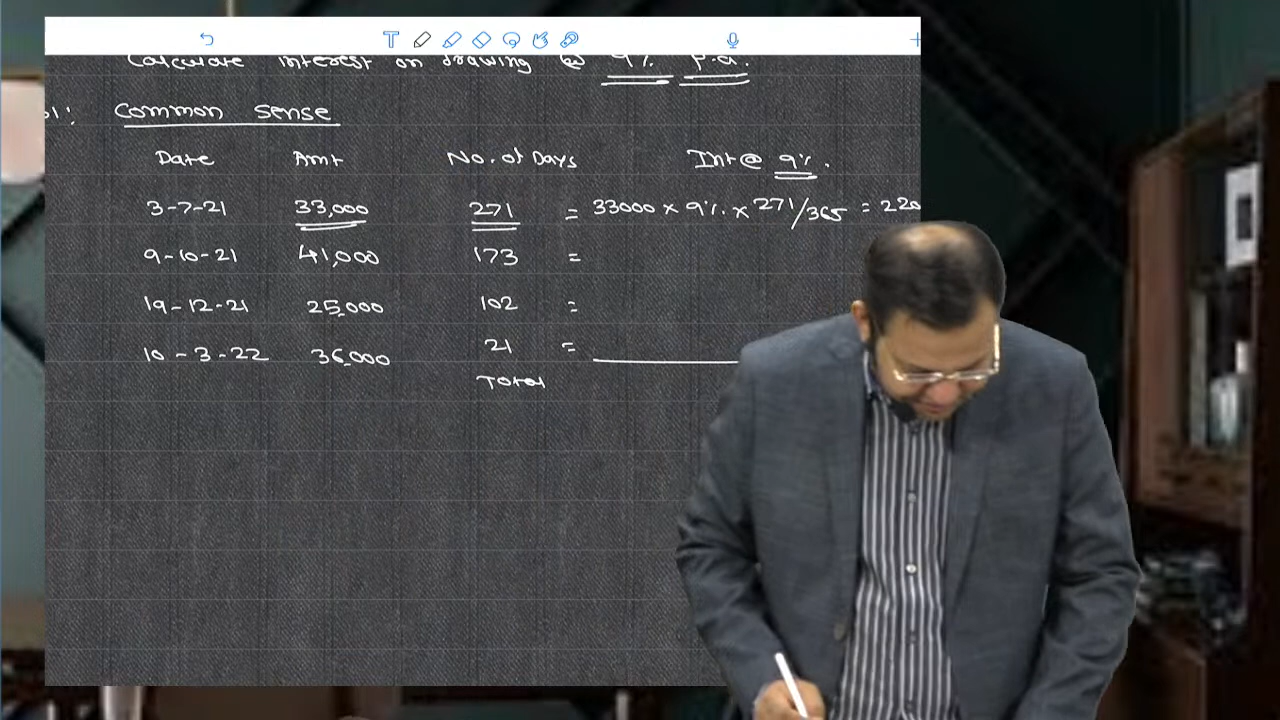 Calculate interest on drawing @ 9% p.a.
Common Sense
Date Amt No. of Days Int @ 9%.
3-7-21 33,000 271 = 33000 x 9% x 271/365 = 220
9-10-21 41,000 173 =
19-12-21 25,000 102 =
10-3-22 36,000 21 =
Total